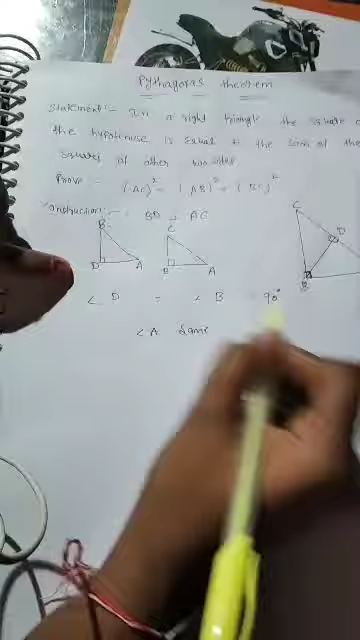 Pythagoras theorem
Statement:- In a right triangle the square
the hypotenuse is Equal to the Sum of the
Squares of other two sides
Prove :- (AC)² = (AB)² + (BC)²
Construction :- BD ⊥ AC
B C C
D A B A D
B
∠D = ∠B = 90°
∠A Same